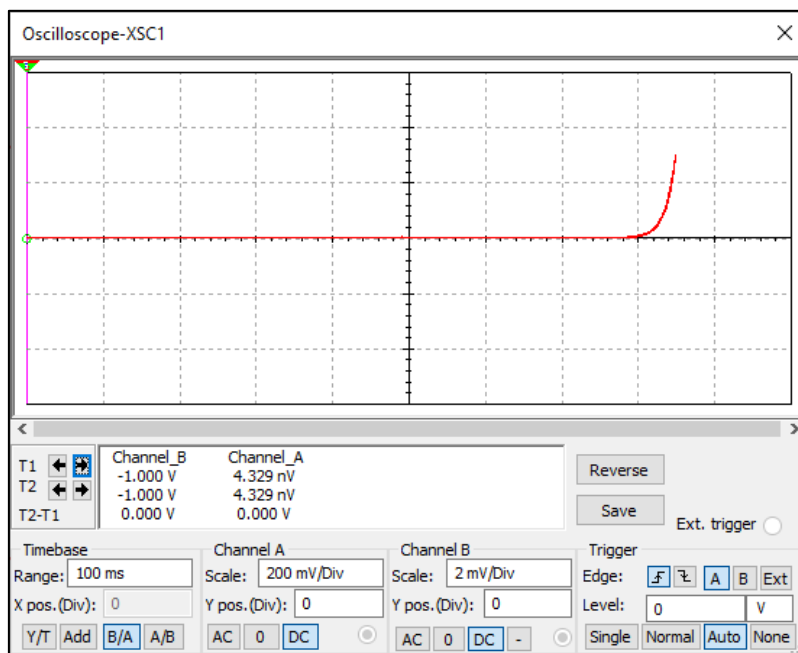 Oscilloscope-XSC1
T1
T2
T2-T1
Channel_B Channel_A
-1.000 V 4.329 nV
-1.000 V 4.329 nV
0.000 V 0.000 V
Reverse
Save
Ext. trigger
Timebase
Range: 100 ms
X pos.(Div): 0
Y/T Add B/A A/B
Channel A
Scale: 200 mV/Div
Y pos.(Div): 0
AC 0 DC
Channel B
Scale: 2 mV/Div
Y pos.(Div): 0
AC 0 DC -
Trigger
Edge: A B Ext
Level: 0 V
Single Normal Auto None